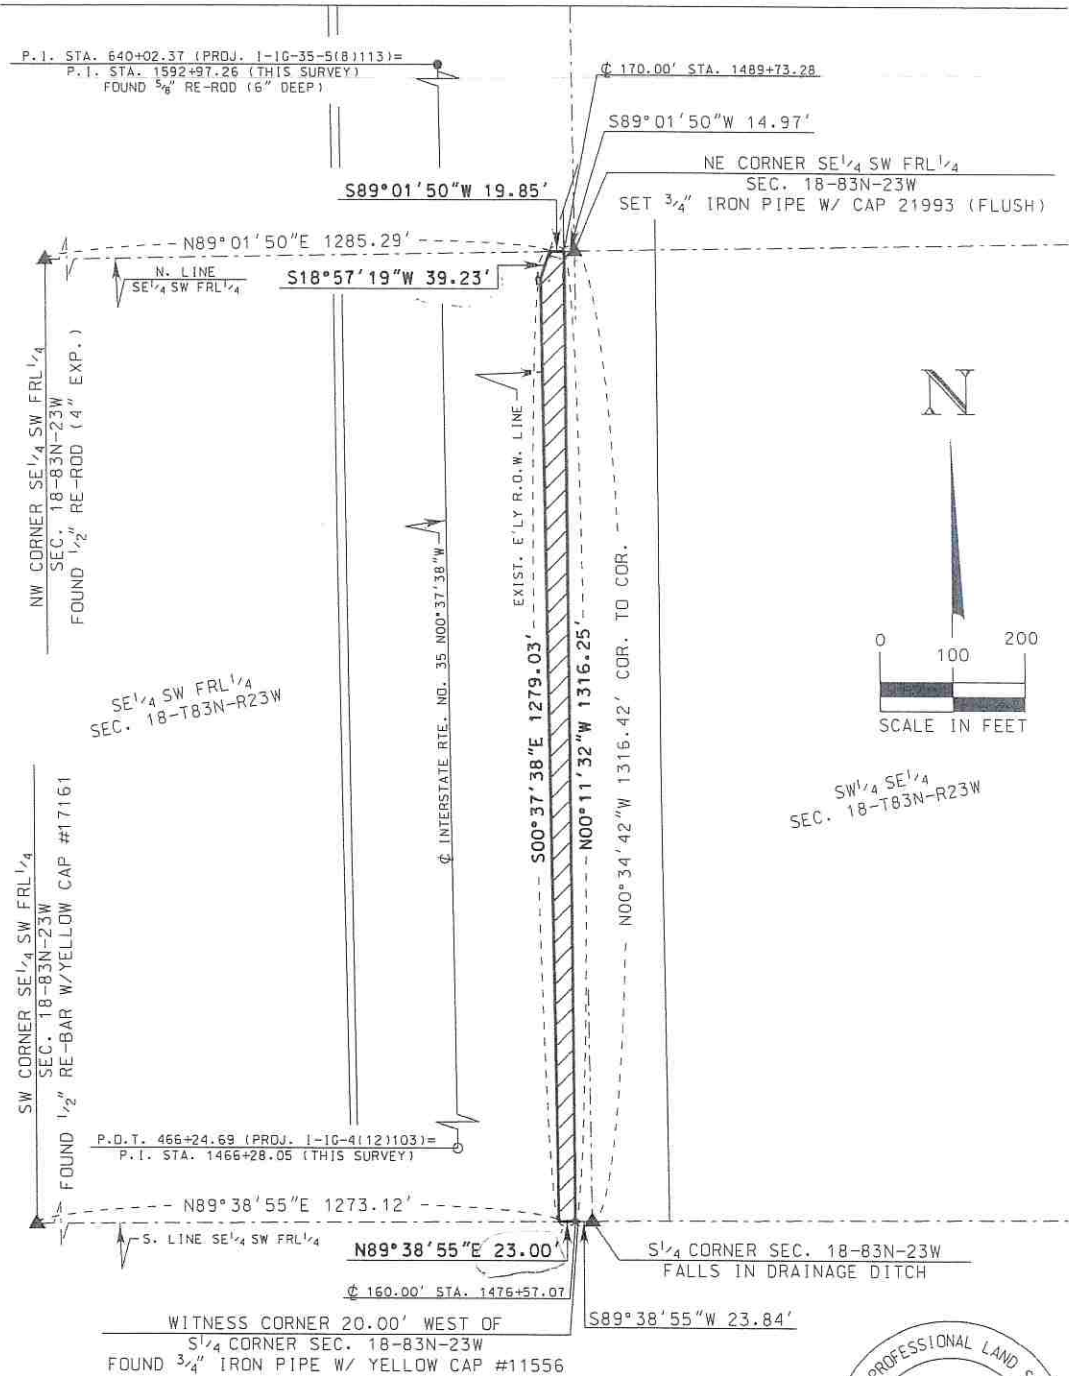 P.I. STA. 640+02.37 (PROJ. I-IG-35-5(8)113)=
P.I. STA. 1592+97.26 (THIS SURVEY)
FOUND 5/8" RE-ROD (6" DEEP)
℄ 170.00' STA. 1489+73.28
S89°01'50"W 14.97'
NE CORNER SE1/4 SW FRL1/4
SEC. 18-83N-23W
SET 3/4" IRON PIPE W/ CAP 21993 (FLUSH)
S89°01'50"W 19.85'
N89°01'50"E 1285.29'
N. LINE
SE1/4 SW FRL1/4
S18°57'19"W 39.23'
NW CORNER SE1/4 SW FRL1/4
SEC. 18-83N-23W
FOUND 1/2" RE-ROD (4" EXP.)
EXIST. E'LY R.O.W. LINE
℄ INTERSTATE RTE. NO. 35 N00°37'38"W
S00°37'38"E 1279.03'
N00°11'32"W 1316.25'
N00°34'42"W 1316.42' COR. TO COR.
N
0 100 200
SCALE IN FEET
SE1/4 SW FRL1/4
SEC. 18-T83N-R23W
SW1/4 SE1/4
SEC. 18-T83N-R23W
SW CORNER SE1/4 SW FRL1/4
SEC. 18-83N-23W
FOUND 1/2" RE-BAR W/YELLOW CAP #17161
P.O.T. 466+24.69 (PROJ. I-IG-4(12)103)=
P.I. STA. 1466+28.05 (THIS SURVEY)
N89°38'55"E 1273.12'
S. LINE SE1/4 SW FRL1/4
N89°38'55"E 23.00'
S1/4 CORNER SEC. 18-83N-23W
FALLS IN DRAINAGE DITCH
℄ 160.00' STA. 1476+57.07
S89°38'55"W 23.84'
WITNESS CORNER 20.00' WEST OF
S1/4 CORNER SEC. 18-83N-23W
FOUND 3/4" IRON PIPE W/ YELLOW CAP #11556
PROFESSIONAL LAND S